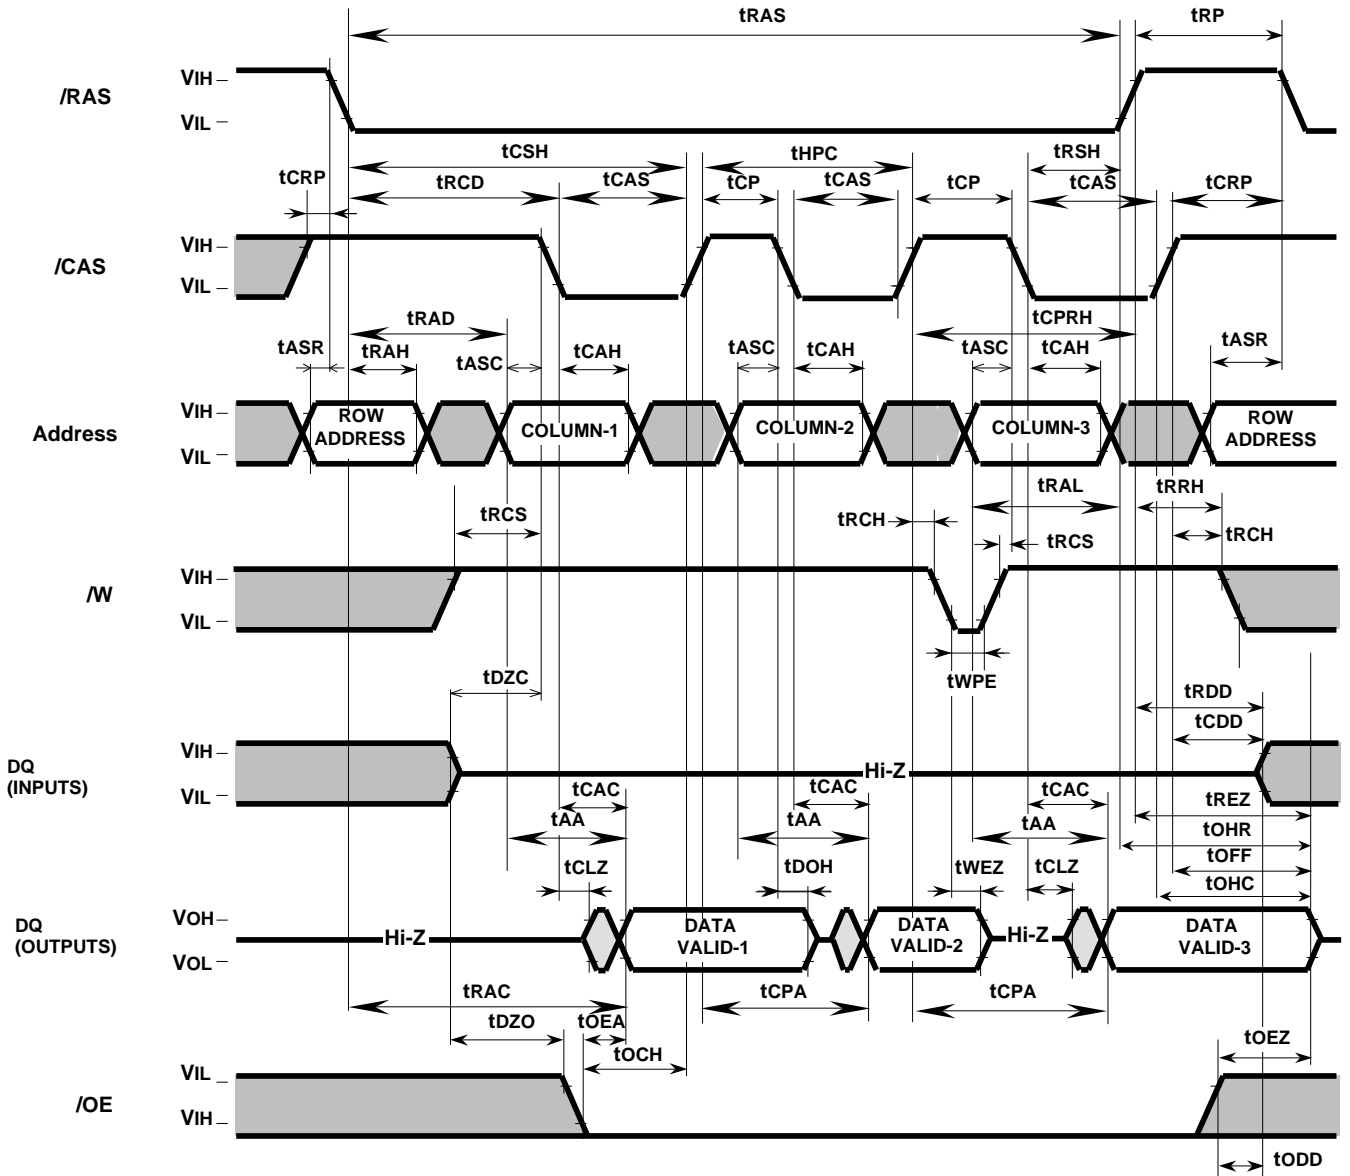 tRAS
tRP
/RAS
VIH
VIL
tCSH
tHPC
tRSH
tCRP
tRCD
tCAS
tCP
tCAS
tCP
tCAS
tCRP
/CAS
VIH
VIL
tRAD
tCPRH
tASR
tRAH
tASC
tCAH
tASC
tCAH
tASC
tCAH
tASR
Address
VIH
VIL
ROW ADDRESS
COLUMN-1
COLUMN-2
COLUMN-3
ROW ADDRESS
tRAL
tRRH
tRCS
tRCH
tRCS
tRCH
/W
VIH
VIL
tWPE
tDZC
tRDD
tCDD
DQ
(INPUTS)
VIH
VIL
Hi-Z
tCAC
tCAC
tCAC
tREZ
tAA
tAA
tAA
tOHR
tCLZ
tDOH
tWEZ
tCLZ
tOFF
tOHC
DQ
(OUTPUTS)
VOH
VOL
Hi-Z
DATA VALID-1
DATA VALID-2
Hi-Z
DATA VALID-3
tRAC
tCPA
tCPA
tDZO
tOEA
tOCH
tOEZ
/OE
VIL
VIH
tODD